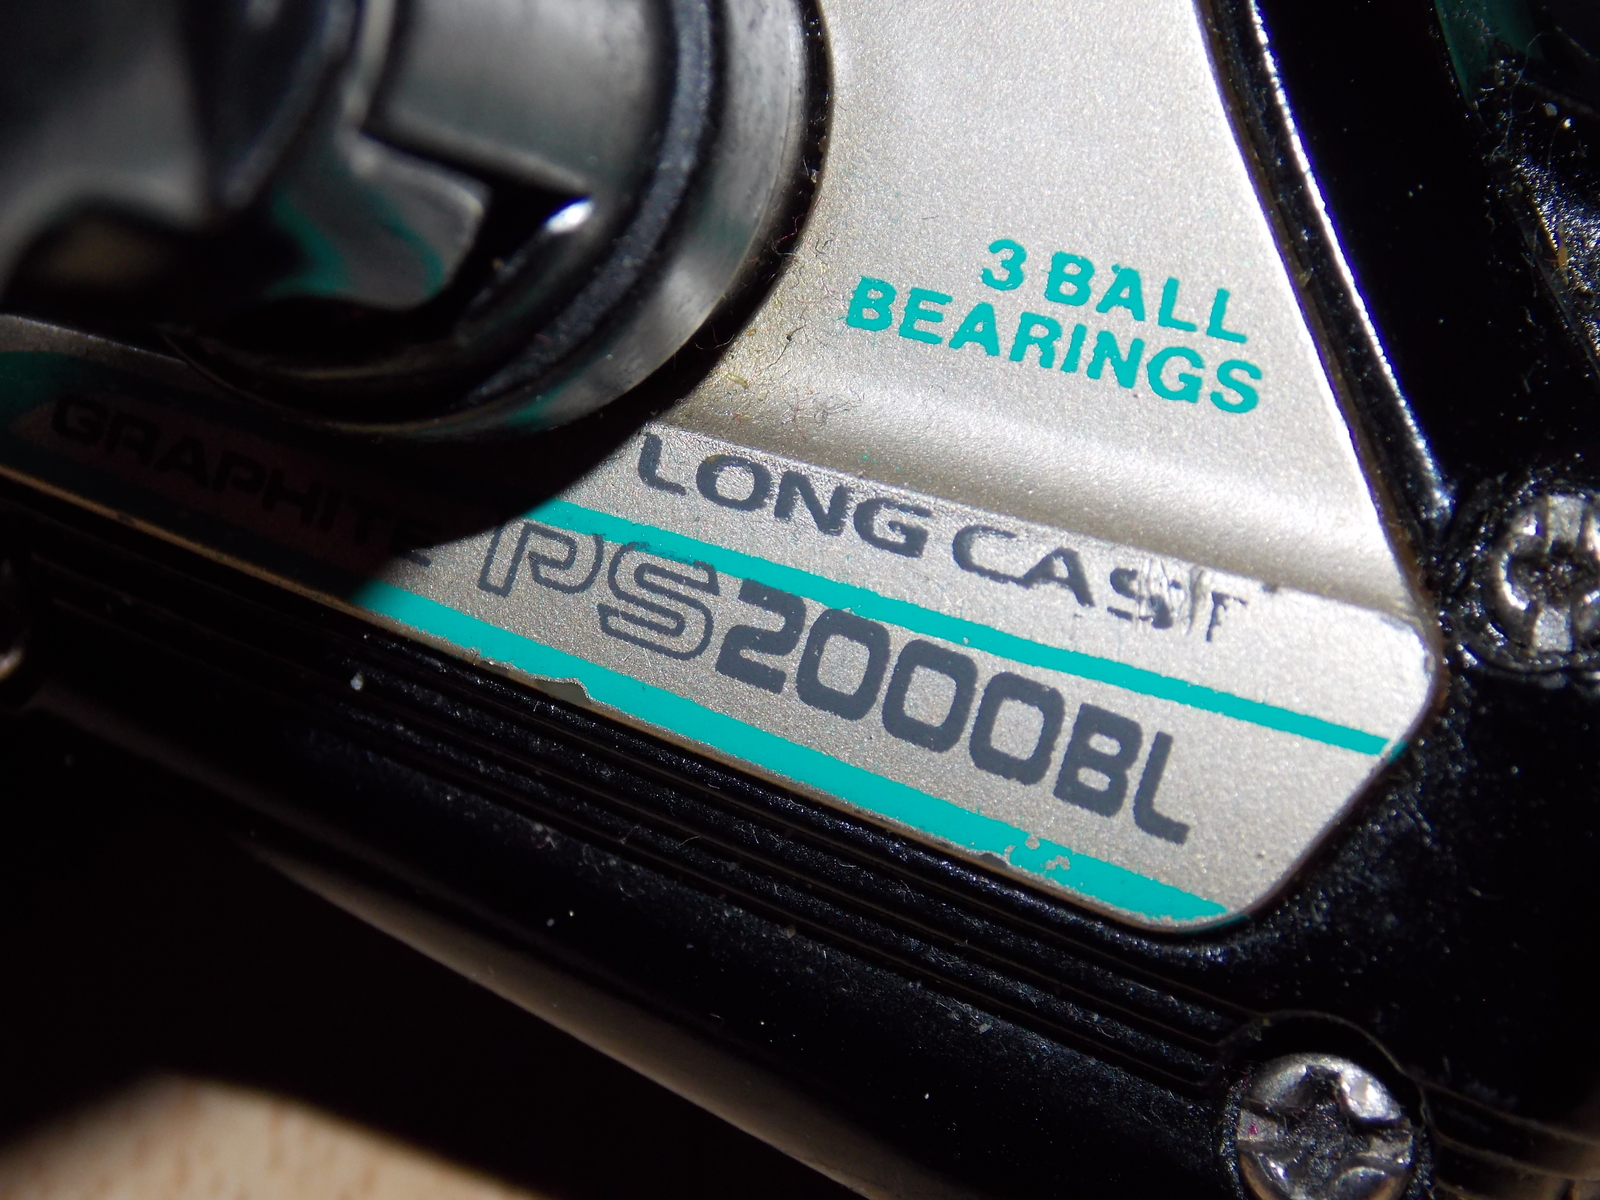 3 BALL
BEARINGS
LONG CAST
GRAPHITE PS2000BL